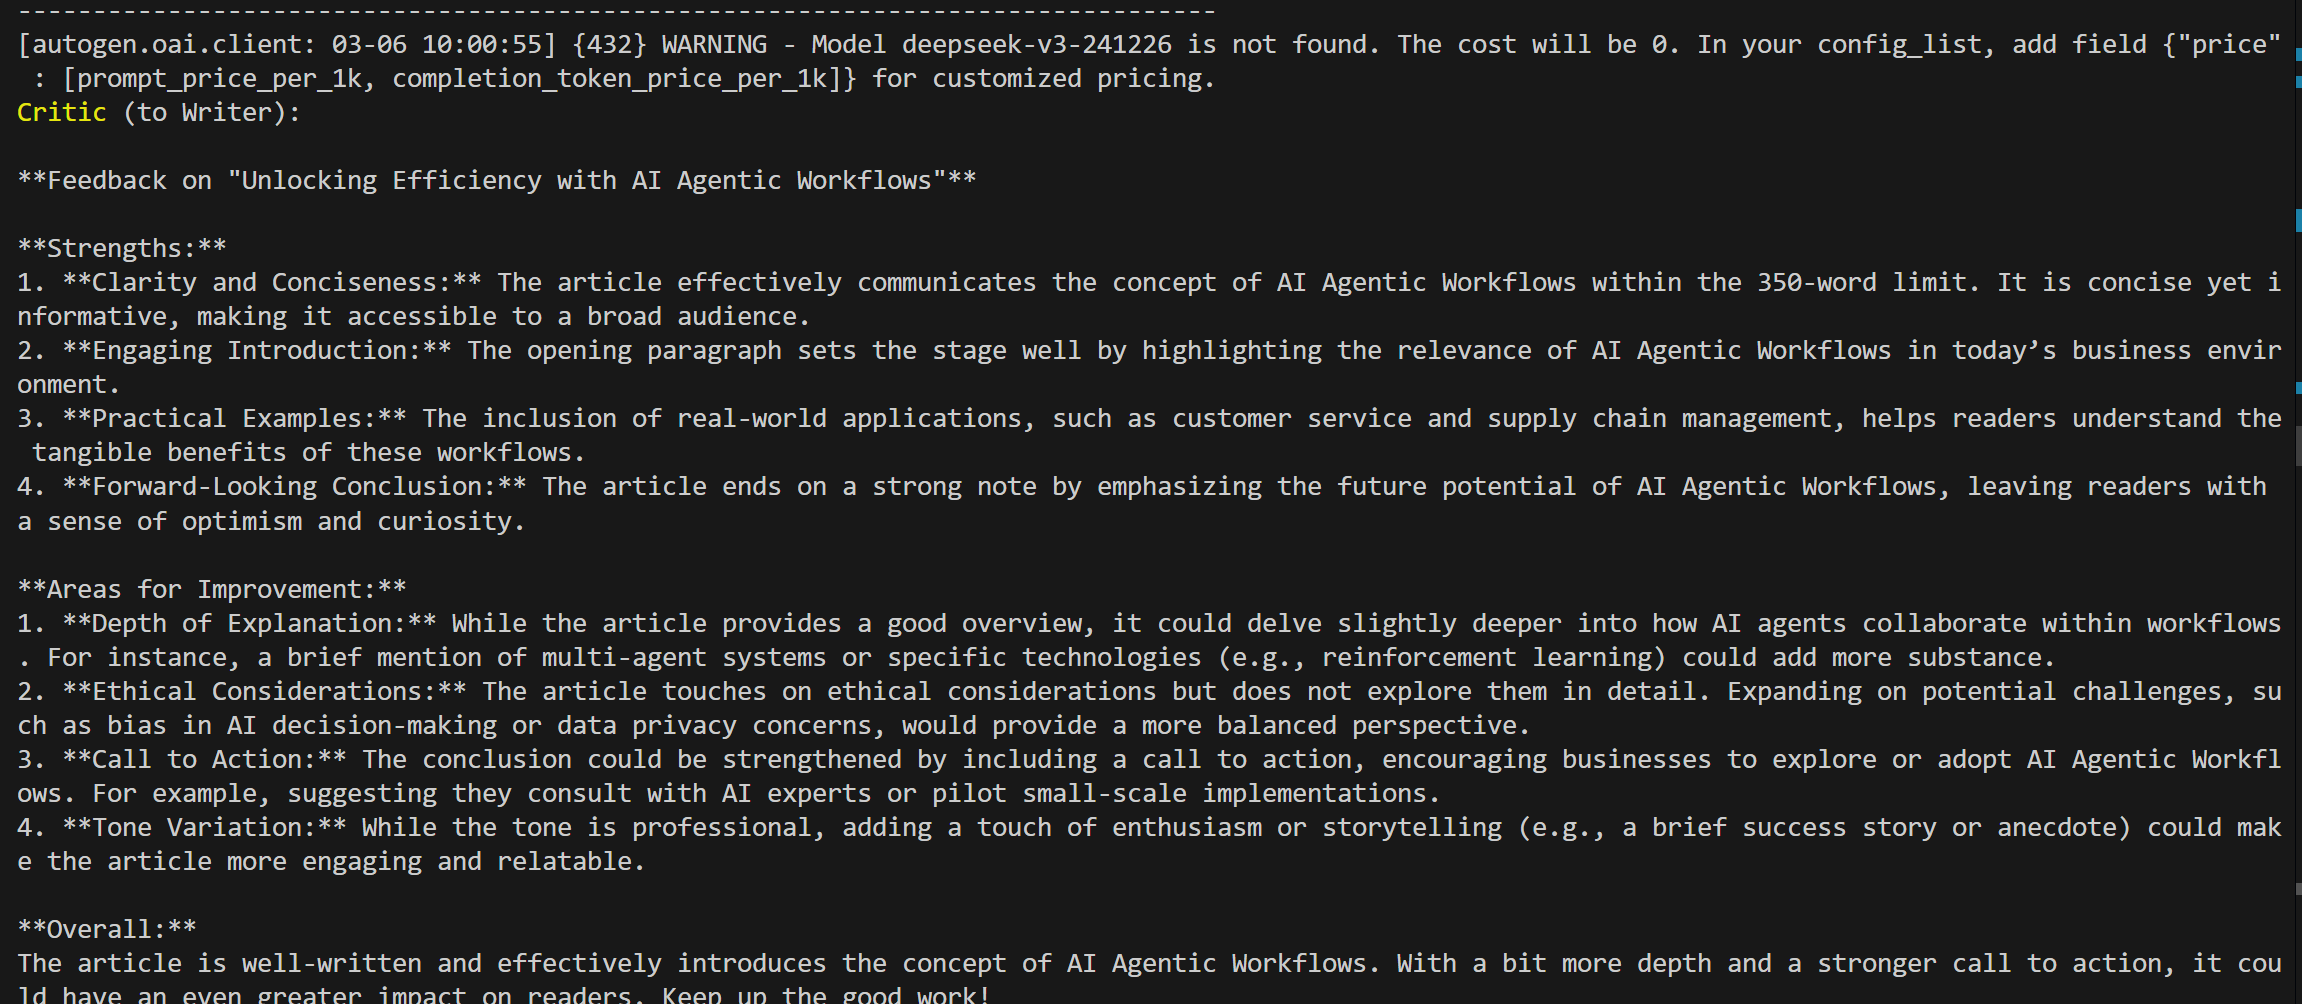 --------------------------------------------------------------------------------
[autogen.oai.client: 03-06 10:00:55] {432} WARNING - Model deepseek-v3-241226 is not found. The cost will be 0. In your config_list, add field {"price"
 : [prompt_price_per_1k, completion_token_price_per_1k]} for customized pricing.
Critic (to Writer):

**Feedback on "Unlocking Efficiency with AI Agentic Workflows"**

**Strengths:**
1. **Clarity and Conciseness:** The article effectively communicates the concept of AI Agentic Workflows within the 350-word limit. It is concise yet i
nformative, making it accessible to a broad audience.
2. **Engaging Introduction:** The opening paragraph sets the stage well by highlighting the relevance of AI Agentic Workflows in today’s business envir
onment.
3. **Practical Examples:** The inclusion of real-world applications, such as customer service and supply chain management, helps readers understand the
 tangible benefits of these workflows.
4. **Forward-Looking Conclusion:** The article ends on a strong note by emphasizing the future potential of AI Agentic Workflows, leaving readers with
a sense of optimism and curiosity.

**Areas for Improvement:**
1. **Depth of Explanation:** While the article provides a good overview, it could delve slightly deeper into how AI agents collaborate within workflows
. For instance, a brief mention of multi-agent systems or specific technologies (e.g., reinforcement learning) could add more substance.
2. **Ethical Considerations:** The article touches on ethical considerations but does not explore them in detail. Expanding on potential challenges, su
ch as bias in AI decision-making or data privacy concerns, would provide a more balanced perspective.
3. **Call to Action:** The conclusion could be strengthened by including a call to action, encouraging businesses to explore or adopt AI Agentic Workfl
ows. For example, suggesting they consult with AI experts or pilot small-scale implementations.
4. **Tone Variation:** While the tone is professional, adding a touch of enthusiasm or storytelling (e.g., a brief success story or anecdote) could mak
e the article more engaging and relatable.

**Overall:**
The article is well-written and effectively introduces the concept of AI Agentic Workflows. With a bit more depth and a stronger call to action, it cou
ld have an even greater impact on readers. Keep up the good work!